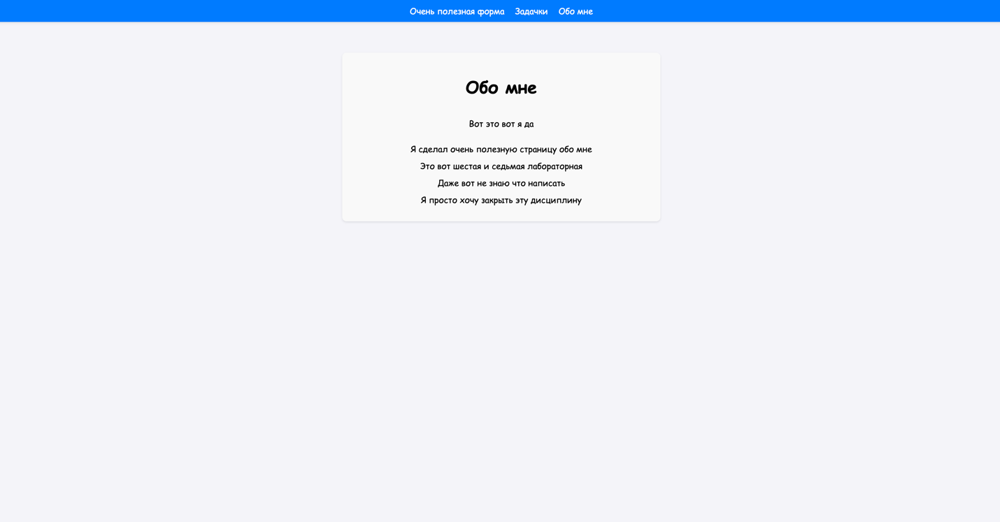 Очень полезная форма Задачки Обо мне
Обо мне
Вот это вот я да
Я сделал очень полезную страницу обо мне
Это вот шестая и седьмая лабораторная
Даже вот не знаю что написать
Я просто хочу закрыть эту дисциплину